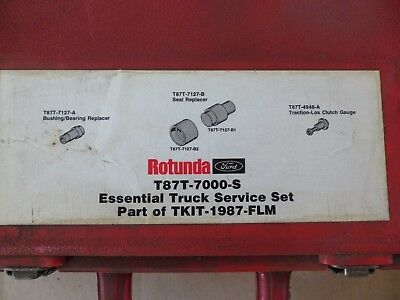 T87T-7127-B
Seal Replacer
T87T-7127-A
Bushing/Bearing Replacer
T87T-4946-A
Traction-Lok Clutch Gauge
T87T-7127-B1
T87T-7127-B2
Rotunda Ford
T87T-7000-S
Essential Truck Service Set
Part of TKIT-1987-FLM